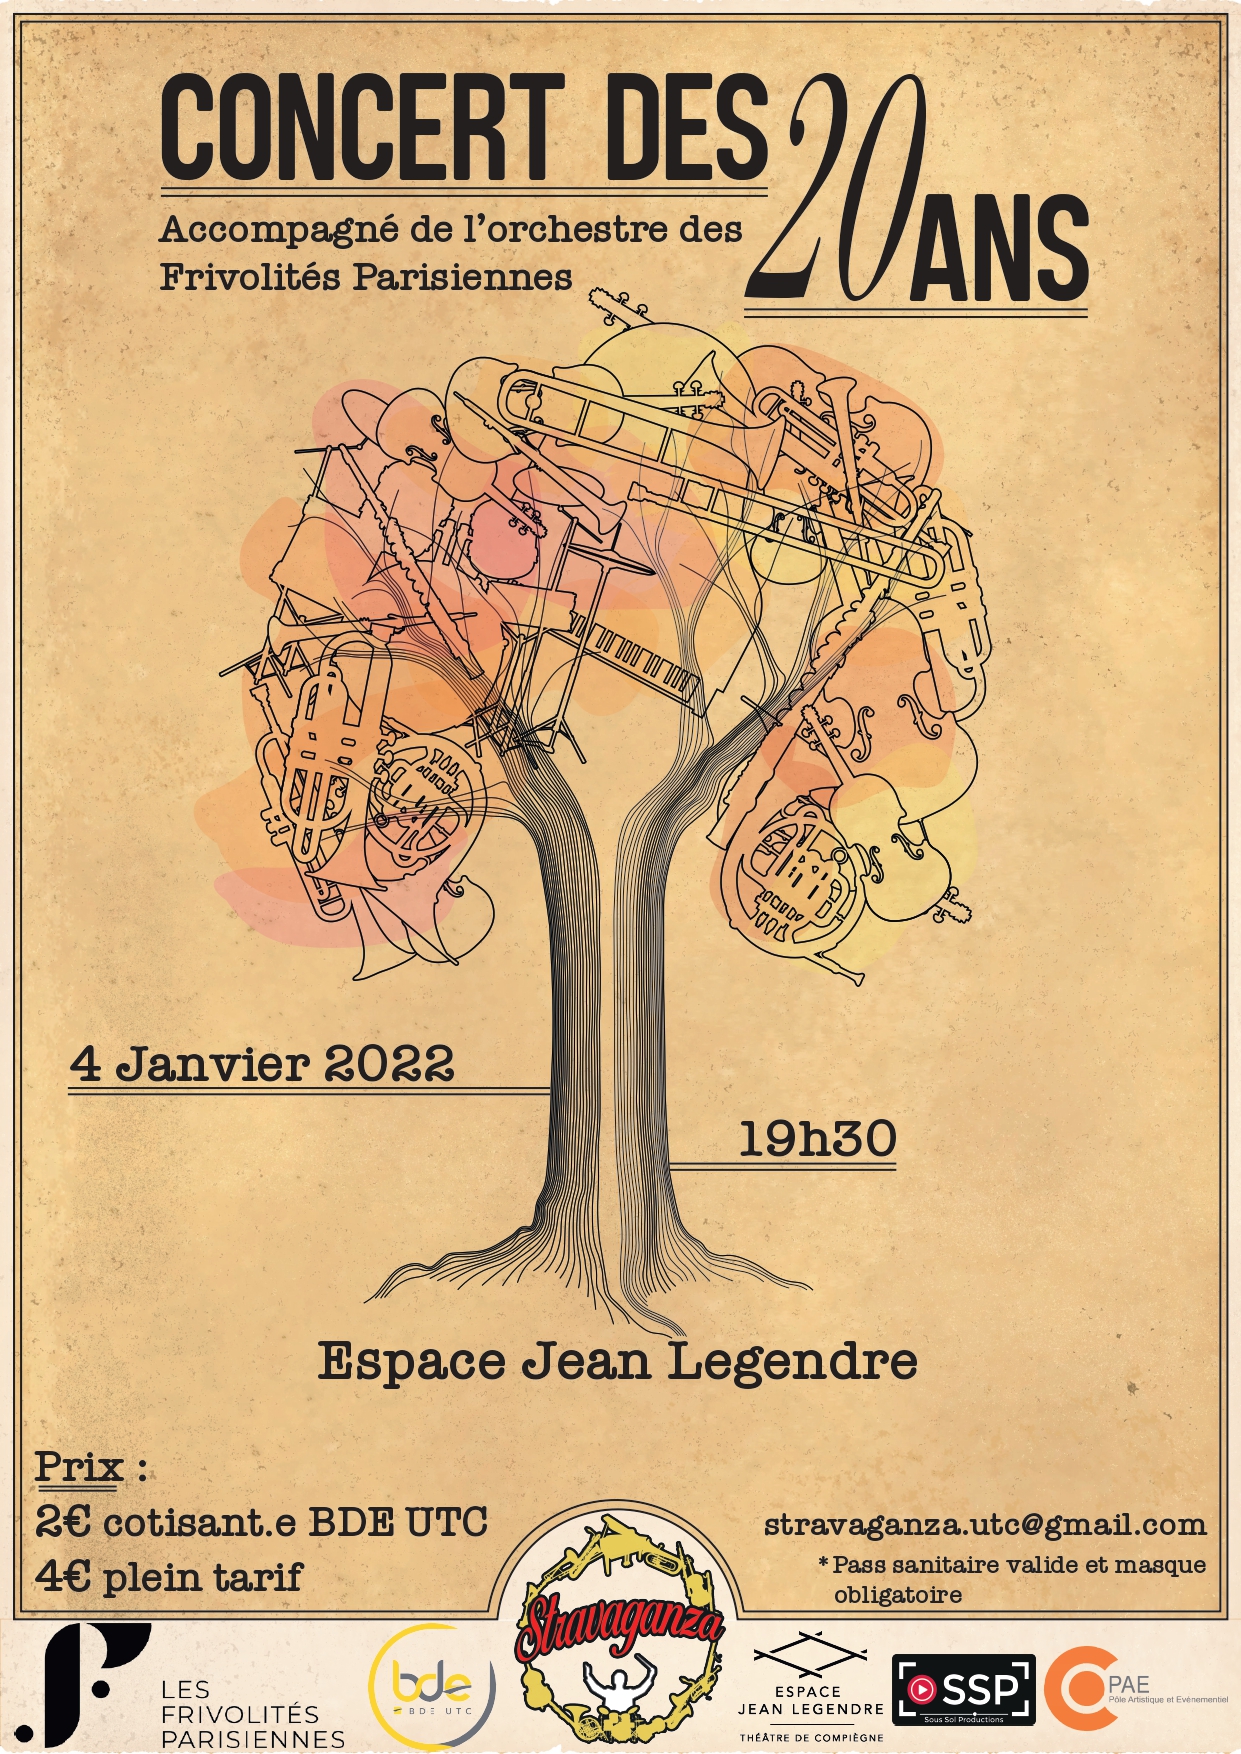 CONCERT DES 20 ANS
Accompagné de l'orchestre des
Frivolités Parisiennes
4 Janvier 2022
19h30
Espace Jean Legendre
Prix :
2€ cotisant.e BDE UTC
4€ plein tarif
stravaganza.utc@gmail.com
* Pass sanitaire valide et masque
obligatoire
LES
FRIVOLITÉS
PARISIENNES
bde
BDE UTC
Stravaganza
ESPACE
JEAN LEGENDRE
THÉÂTRE DE COMPIÈGNE
SSP
Sous Sol Productions
PAE
Pôle Artistique et Evénementiel